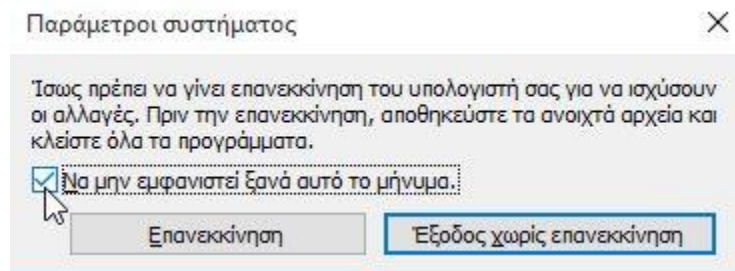 Παράμετροι συστήματος
Ίσως πρέπει να γίνει επανεκκίνηση του υπολογιστή σας για να ισχύσουν
οι αλλαγές. Πριν την επανεκκίνηση, αποθηκεύστε τα ανοιχτά αρχεία και
κλείστε όλα τα προγράμματα.
Να μην εμφανιστεί ξανά αυτό το μήνυμα.
Επανεκκίνηση Έξοδος χωρίς επανεκκίνηση